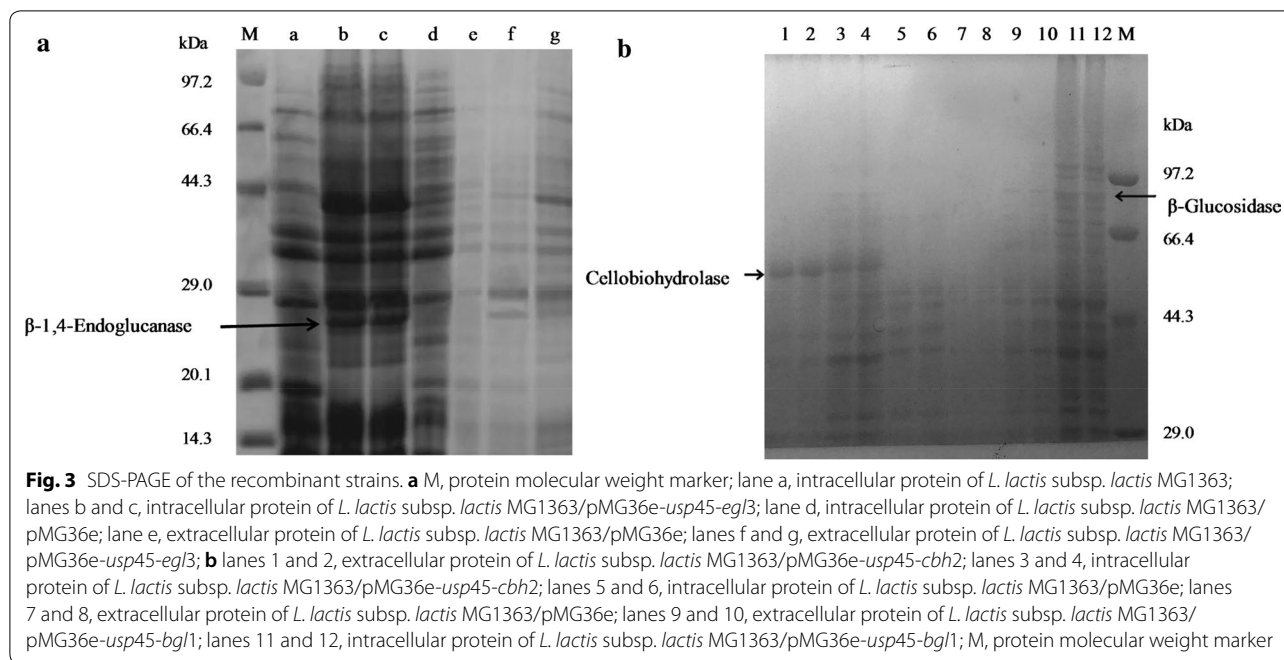 a
M a b c d e f g
kDa
97.2
66.4
44.3
29.0
β-1,4-Endoglucanase
20.1
14.3
b
1 2 3 4 5 6 7 8 9 10 11 12 M
kDa
97.2
β-Glucosidase
66.4
Cellobiohydrolase
44.3
29.0
Fig. 3 SDS-PAGE of the recombinant strains. a M, protein molecular weight marker; lane a, intracellular protein of L. lactis subsp. lactis MG1363;
lanes b and c, intracellular protein of L. lactis subsp. lactis MG1363/pMG36e-usp45-egl3; lane d, intracellular protein of L. lactis subsp. lactis MG1363/
pMG36e; lane e, extracellular protein of L. lactis subsp. lactis MG1363/pMG36e; lanes f and g, extracellular protein of L. lactis subsp. lactis MG1363/
pMG36e-usp45-egl3; b lanes 1 and 2, extracellular protein of L. lactis subsp. lactis MG1363/pMG36e-usp45-cbh2; lanes 3 and 4, intracellular
protein of L. lactis subsp. lactis MG1363/pMG36e-usp45-cbh2; lanes 5 and 6, intracellular protein of L. lactis subsp. lactis MG1363/pMG36e; lanes
7 and 8, extracellular protein of L. lactis subsp. lactis MG1363/pMG36e; lanes 9 and 10, extracellular protein of L. lactis subsp. lactis MG1363/
pMG36e-usp45-bgl1; lanes 11 and 12, intracellular protein of L. lactis subsp. lactis MG1363/pMG36e-usp45-bgl1; M, protein molecular weight marker